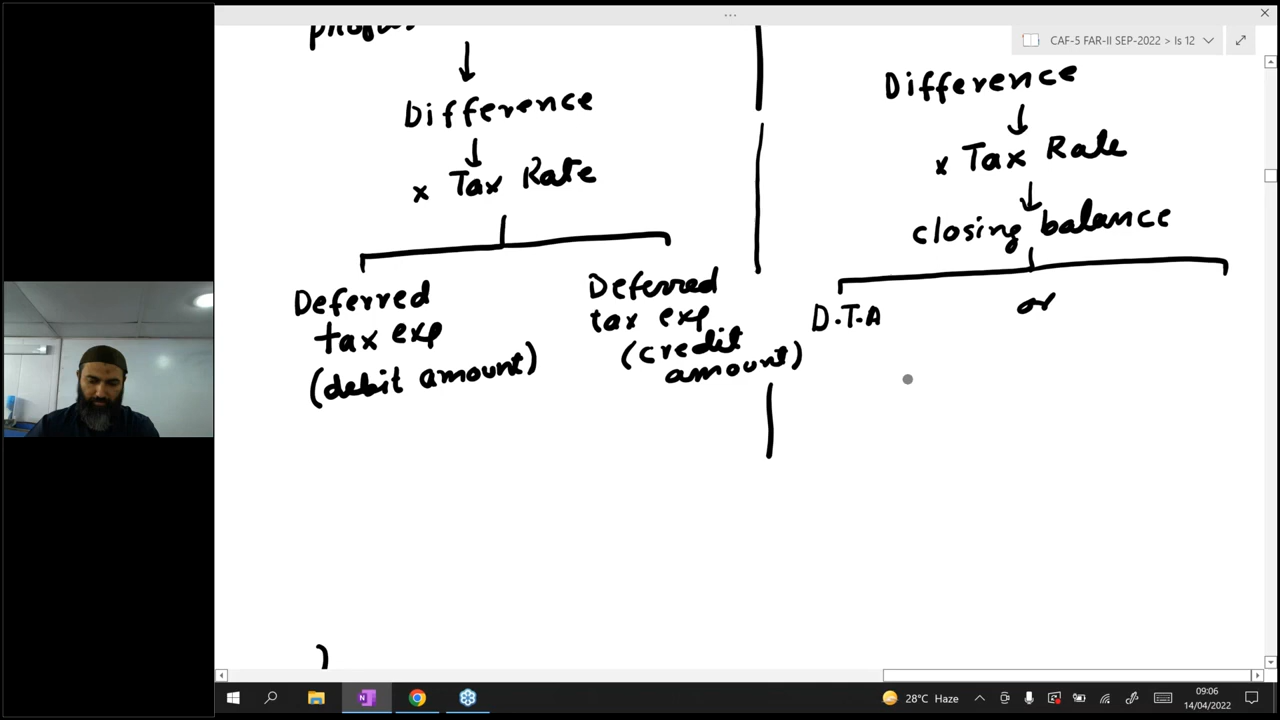 CAF-5 FAR-II SEP-2022 > Is 12
Difference
x Tax Rate
Deferred
tax exp
(debit amount)
Deferred
tax exp
(credit
amount)
Difference
x Tax Rate
closing balance
D.T.A
or
28°C Haze
09:06
14/04/2022